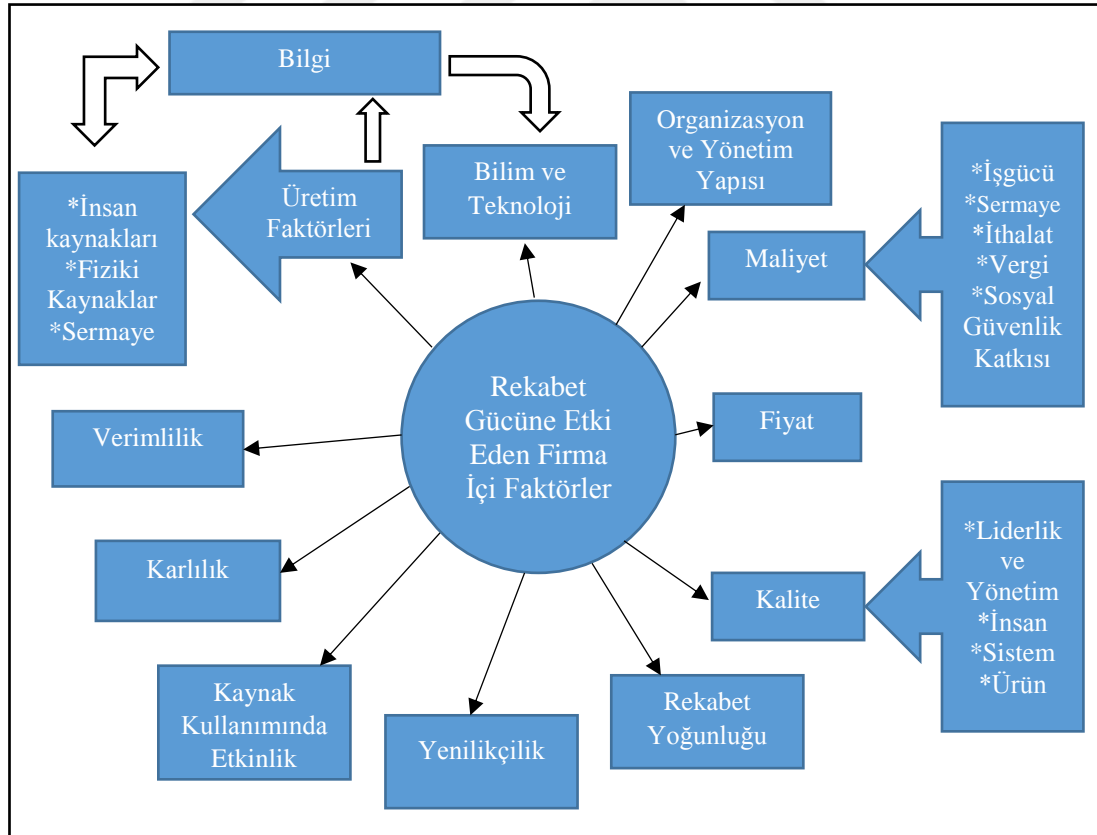 Bilgi
Organizasyon
ve Yönetim
Yapısı
Bilim ve
Teknoloji
Üretim
Faktörleri
*İnsan
kaynakları
*Fiziki
Kaynaklar
*Sermaye
Maliyet
*İşgücü
*Sermaye
*İthalat
*Vergi
*Sosyal
Güvenlik
Katkısı
Rekabet
Gücüne Etki
Eden Firma
İçi Faktörler
Verimlilik
Fiyat
Karlılık
Kalite
*Liderlik
ve
Yönetim
*İnsan
*Sistem
*Ürün
Kaynak
Kullanımında
Etkinlik
Yenilikçilik
Rekabet
Yoğunluğu